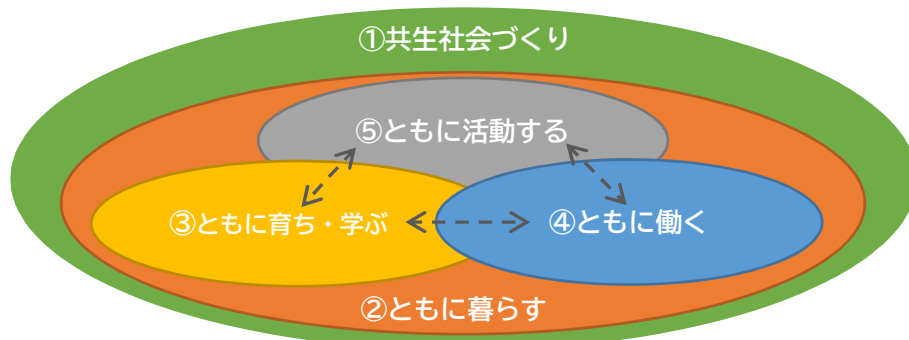 ①共生社会づくり
⑤ともに活動する
③ともに育ち・学ぶ
④ともに働く
②ともに暮らす